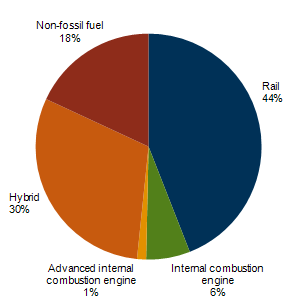 Non-fossil fuel
18%
Rail
44%
Hybrid
30%
Advanced internal
combustion engine
1%
Internal combustion
engine
6%